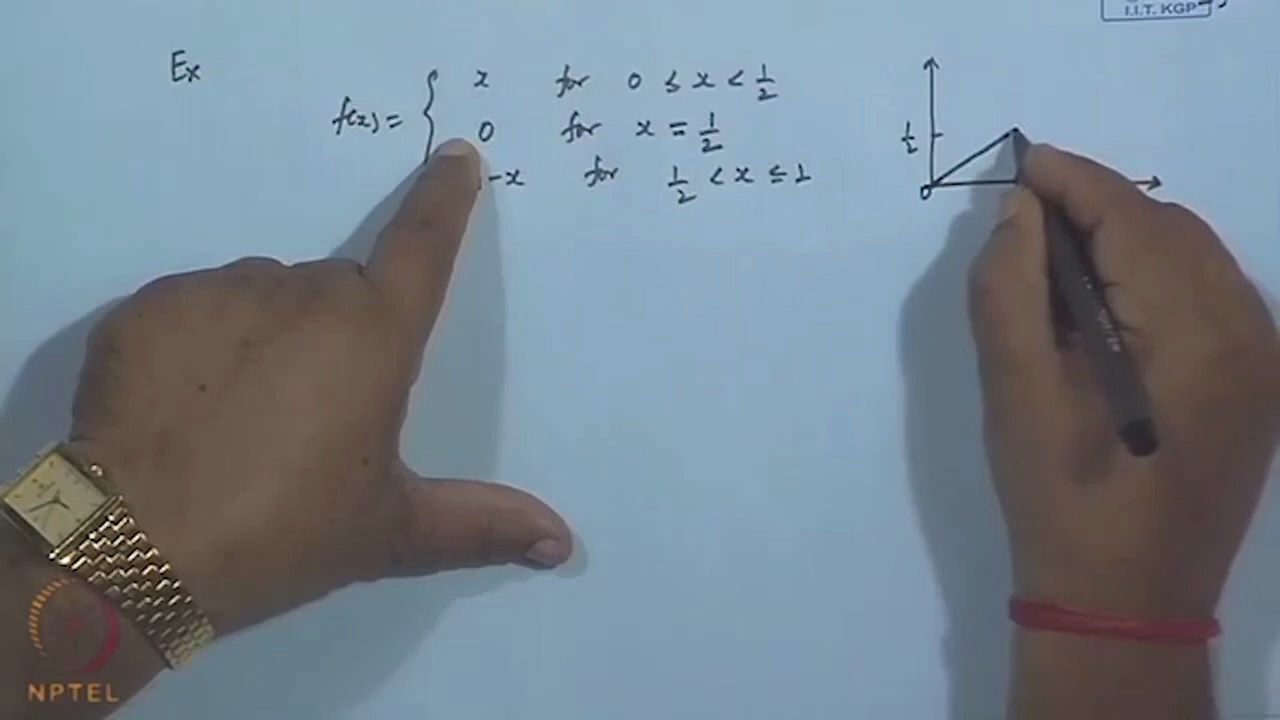 I.I.T. KGP
Ex
f(x) = { x for 0 ≤ x < 1/2
0 for x = 1/2
-x for 1/2 < x ≤ 1
1/2
0
NPTEL